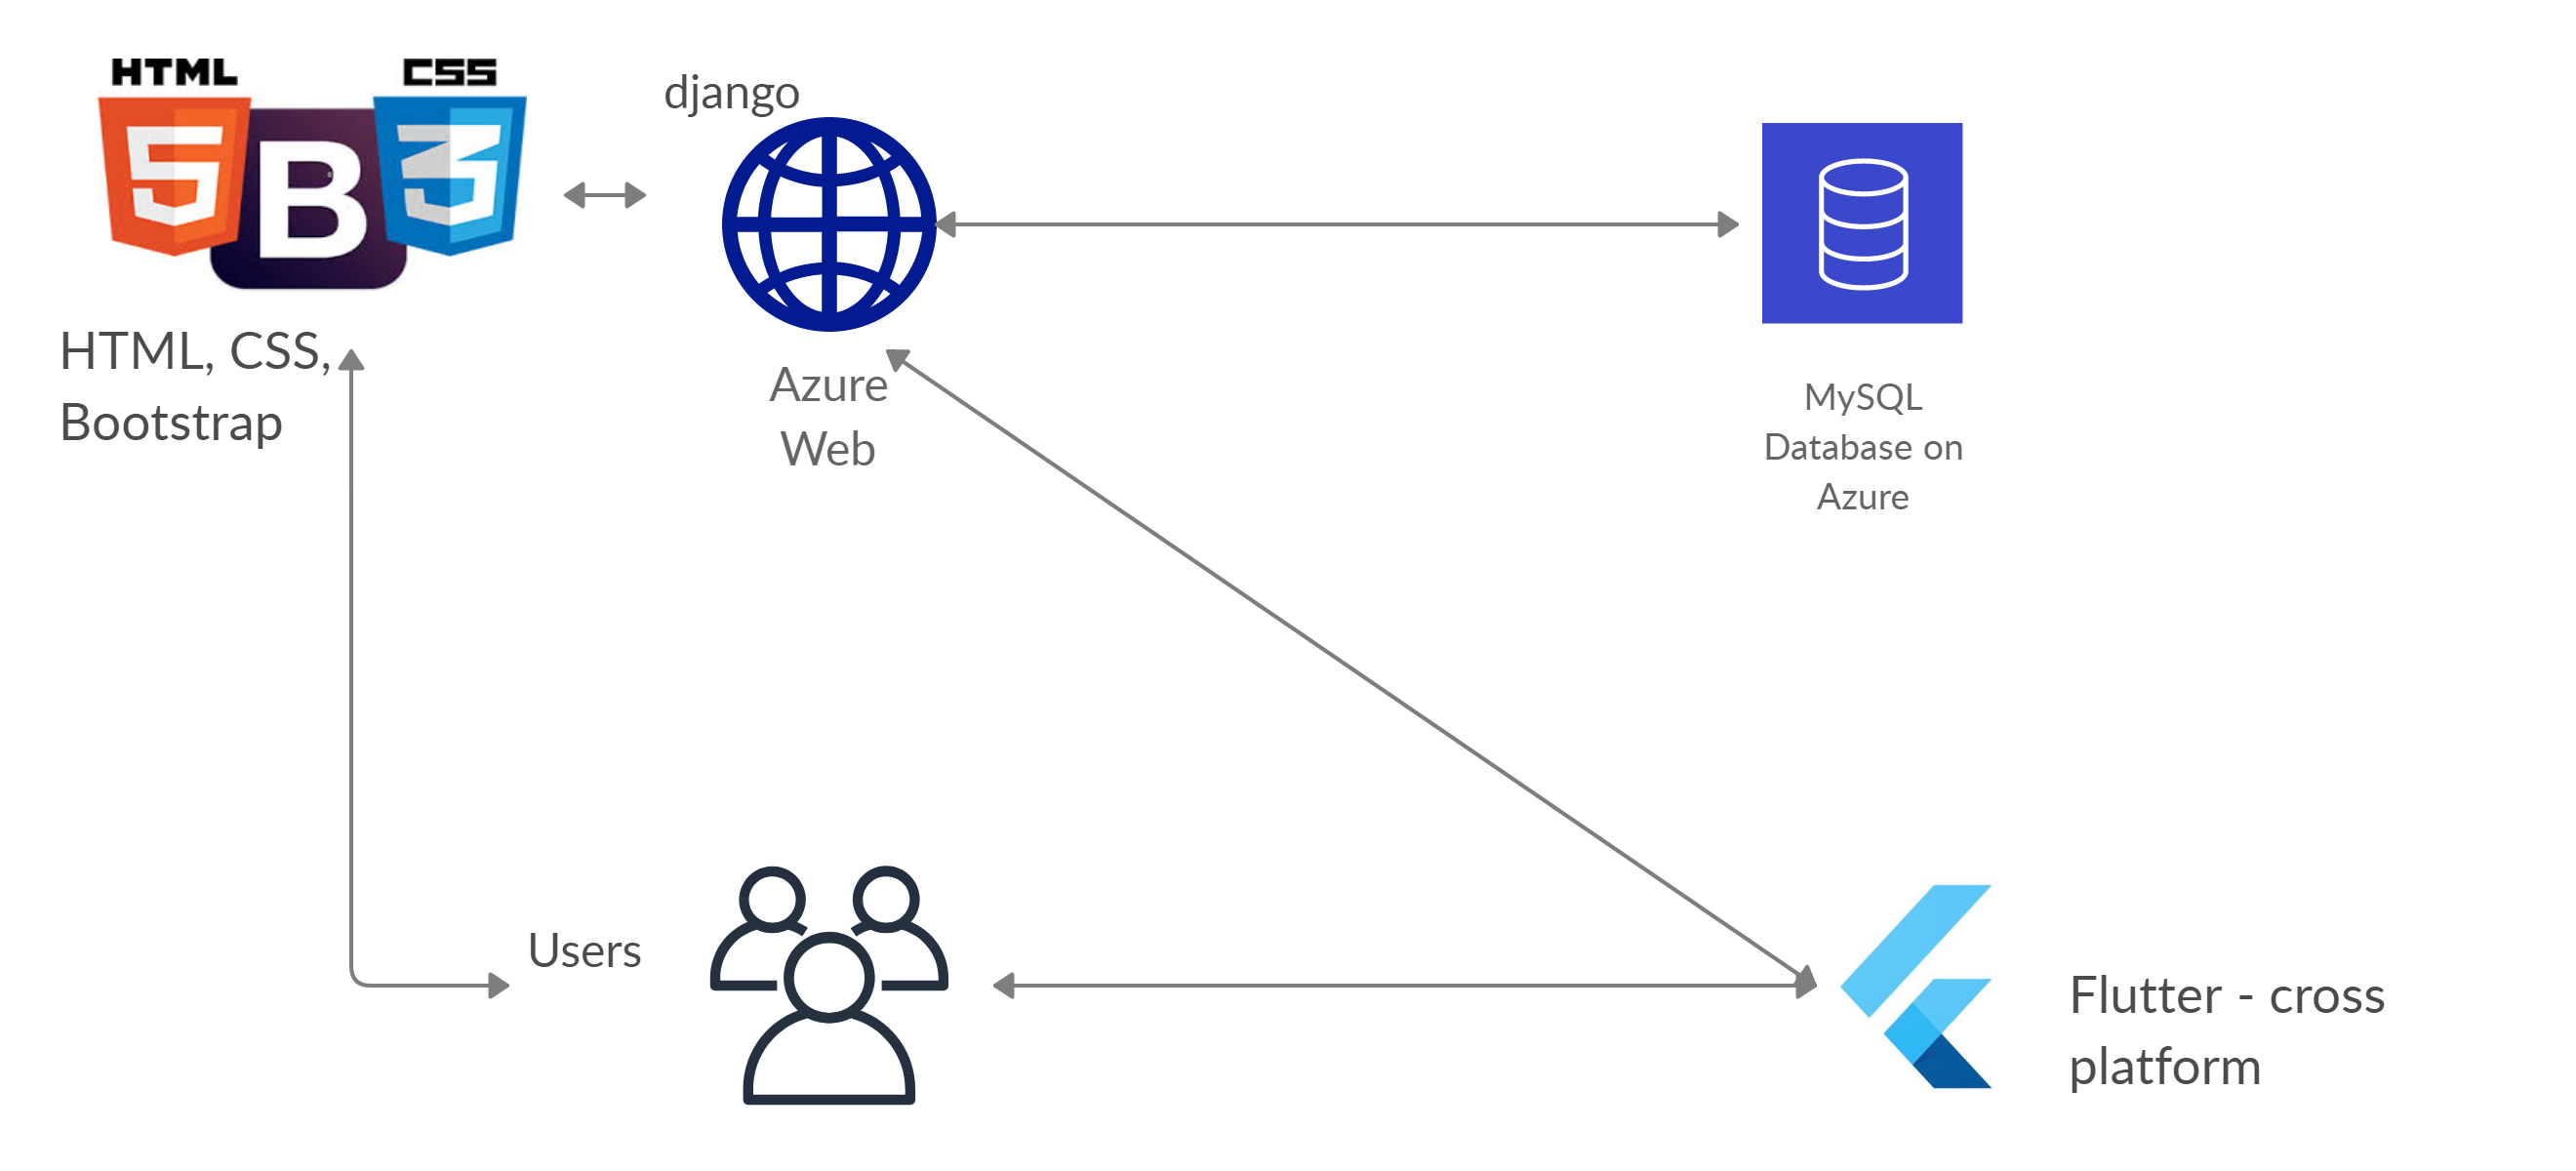 HTML CSS
5 B 3
django
HTML, CSS,
Bootstrap
Azure
Web
MySQL
Database on
Azure
Users
Flutter - cross
platform